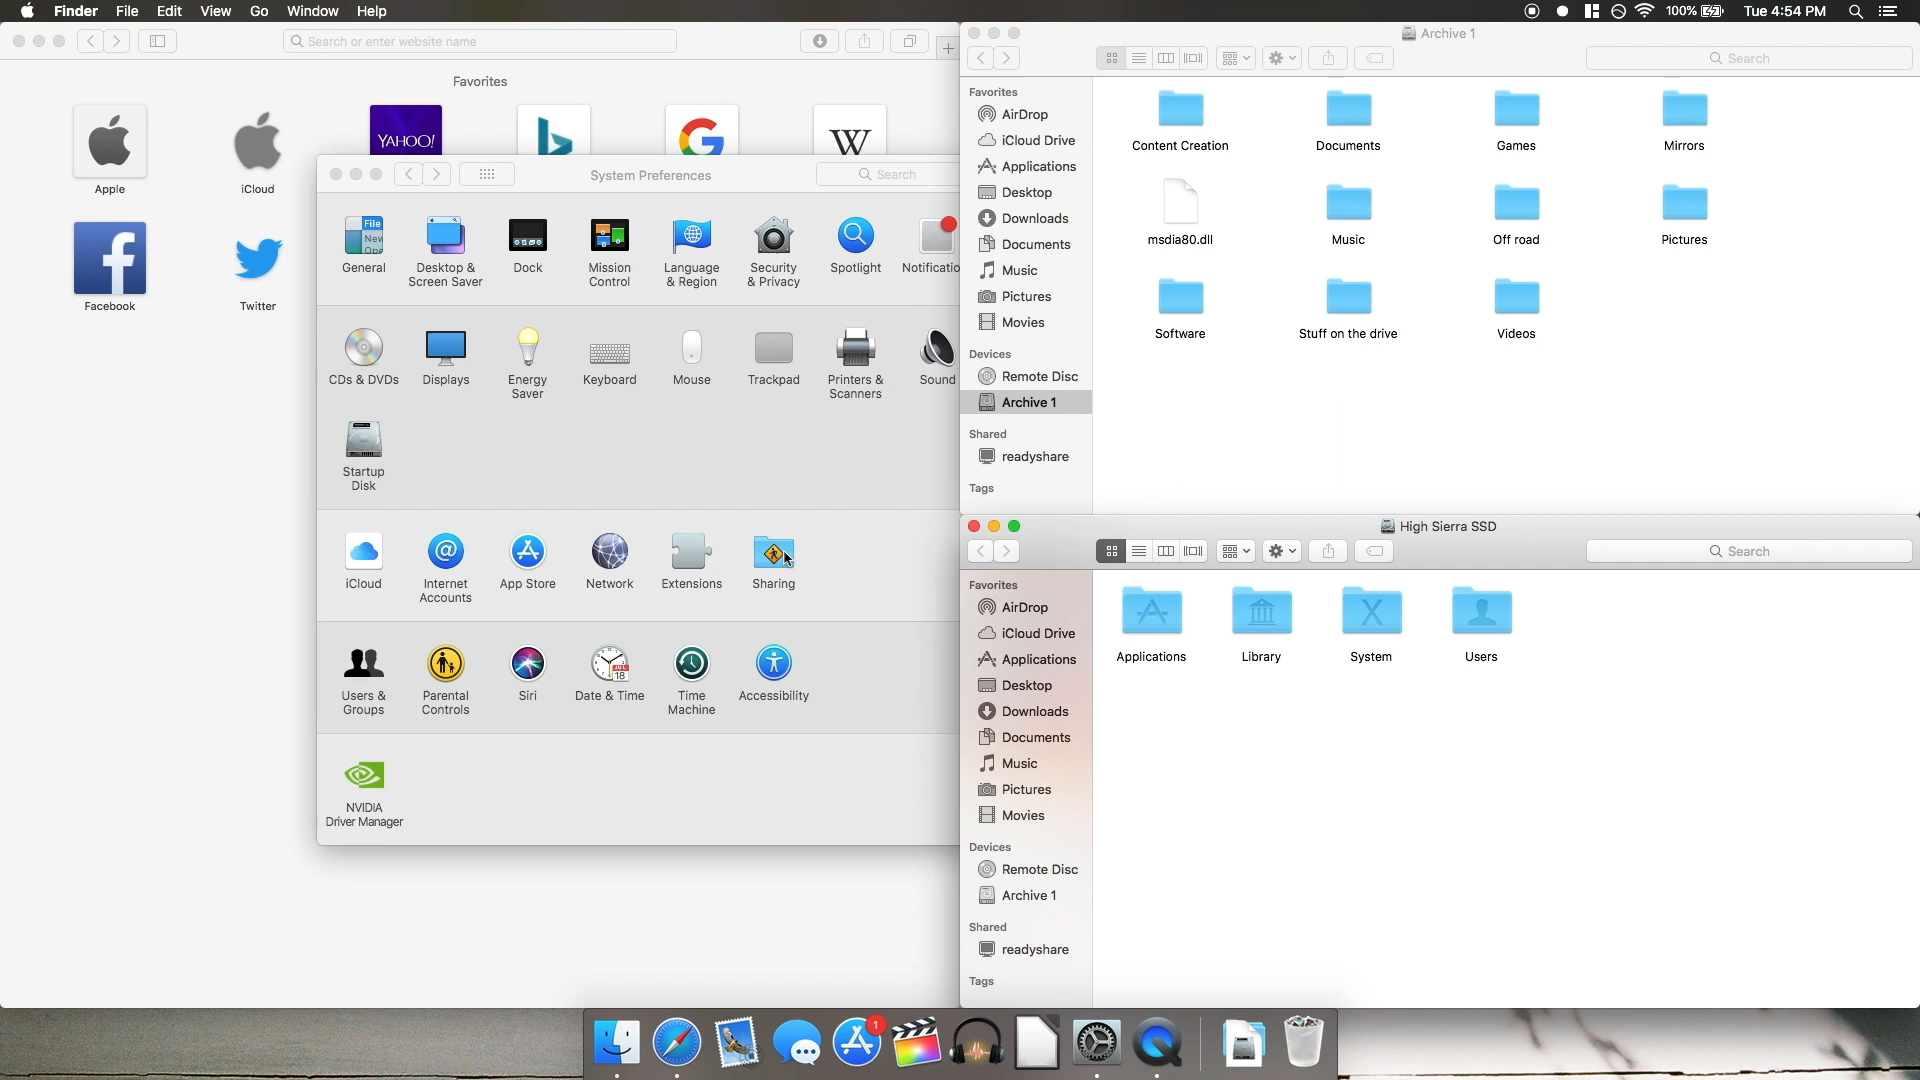 Finder File Edit View Go Window Help
100% Tue 4:54 PM
Search or enter website name
Favorites
YAHOO!
W
Apple
iCloud
Facebook
Twitter
System Preferences
Search
File
New
General
Desktop &
Screen Saver
Dock
Mission
Control
Language
& Region
Security
& Privacy
Spotlight
Notificatio
CDs & DVDs
Displays
Energy
Saver
Keyboard
Mouse
Trackpad
Printers &
Scanners
Sound
Startup
Disk
iCloud
Internet
Accounts
App Store
Network
Extensions
Sharing
Users &
Groups
Parental
Controls
Siri
JUL
18
Date & Time
Time
Machine
Accessibility
NVIDIA
Driver Manager
Archive 1
Search
Favorites
AirDrop
iCloud Drive
Applications
Desktop
Downloads
Documents
Music
Pictures
Movies
Devices
Remote Disc
Archive 1
Shared
readyshare
Tags
Content Creation
Documents
Games
Mirrors
msdia80.dll
Music
Off road
Pictures
Software
Stuff on the drive
Videos
High Sierra SSD
Search
Favorites
AirDrop
iCloud Drive
Applications
Desktop
Downloads
Documents
Music
Pictures
Movies
Devices
Remote Disc
Archive 1
Shared
readyshare
Tags
Applications
Library
X
System
Users
1